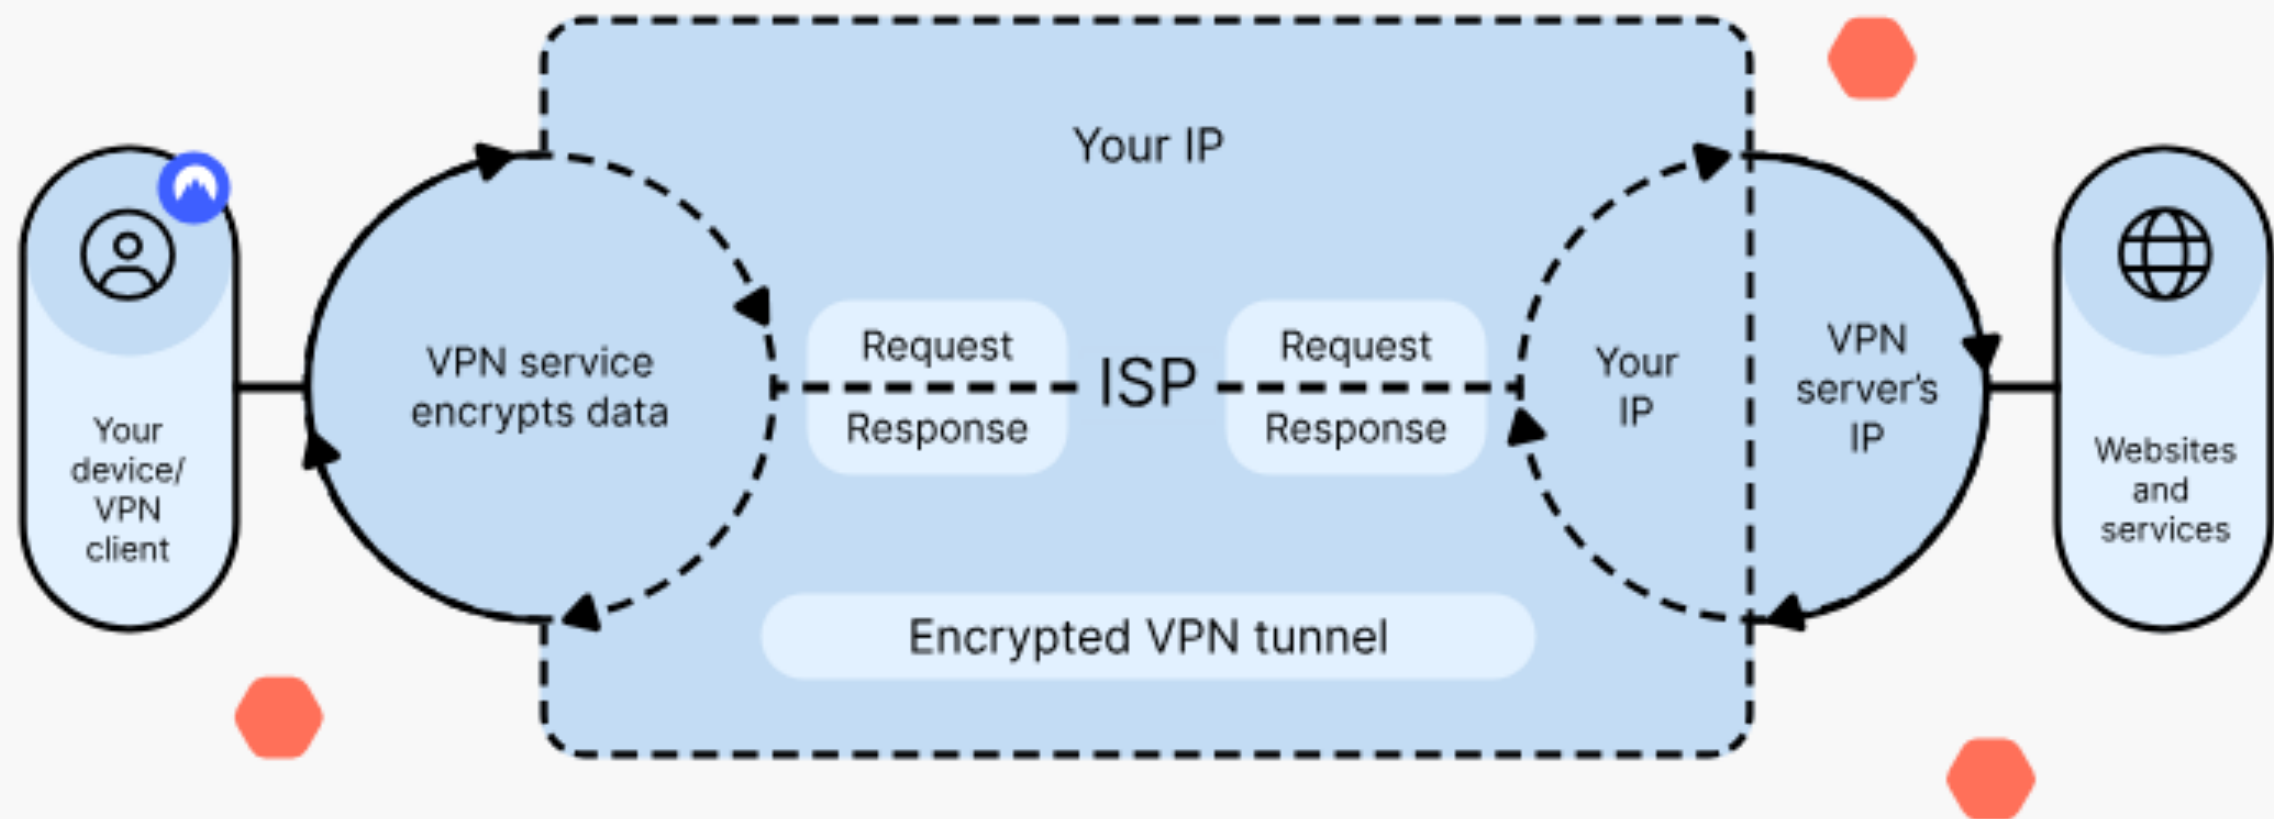 Your IP
Your
device/
VPN
client
VPN service
encrypts data
Request
Response
ISP
Request
Response
Your
IP
VPN
server's
IP
Websites
and
services
Encrypted VPN tunnel